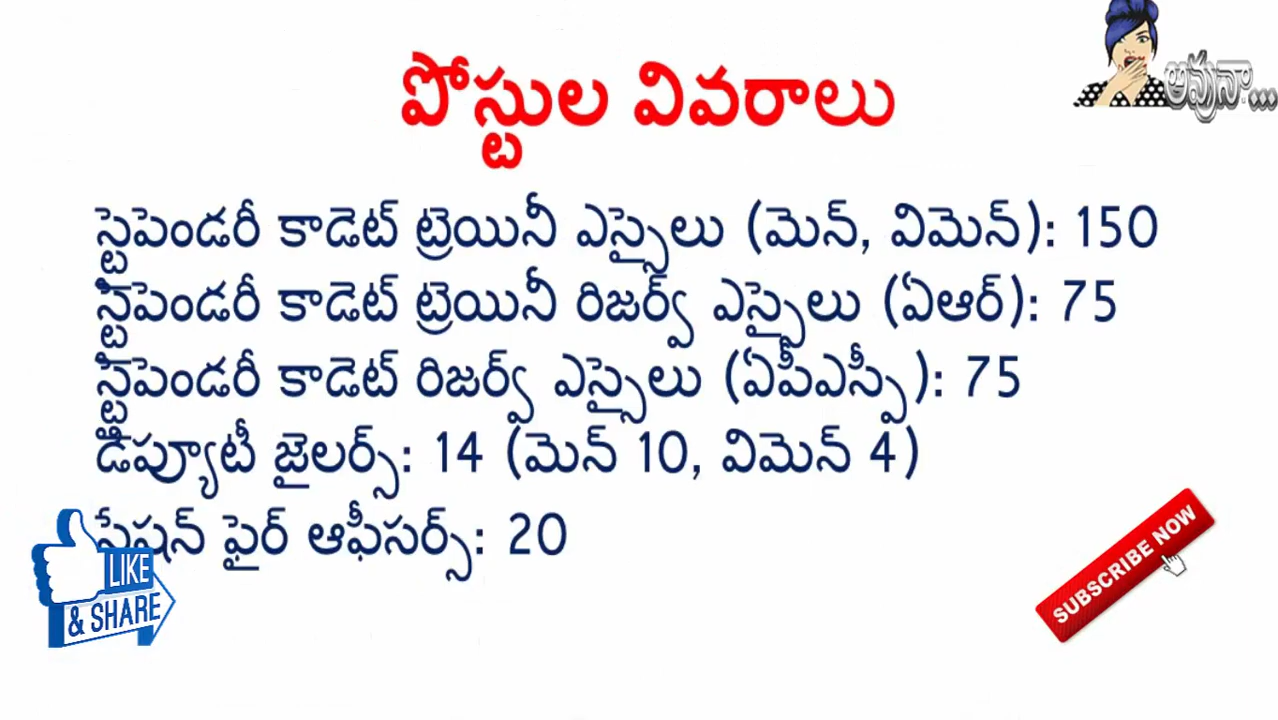 పోస్టుల వివరాలు
అవునా...
స్టైపెండరీ కాడెట్ ట్రెయినీ ఎస్సైలు (మెన్, విమెన్): 150
స్టైపెండరీ కాడెట్ ట్రెయినీ రిజర్వ్ ఎస్సైలు (ఏఆర్): 75
స్టైపెండరీ కాడెట్ రిజర్వ్ ఎస్సైలు (ఏపీఎస్పీ): 75
డిప్యూటీ జైలర్స్: 14 (మెన్ 10, విమెన్ 4)
ఫైర్ ఆఫీసర్స్: 20
LIKE
& SHARE
SUBSCRIBE NOW